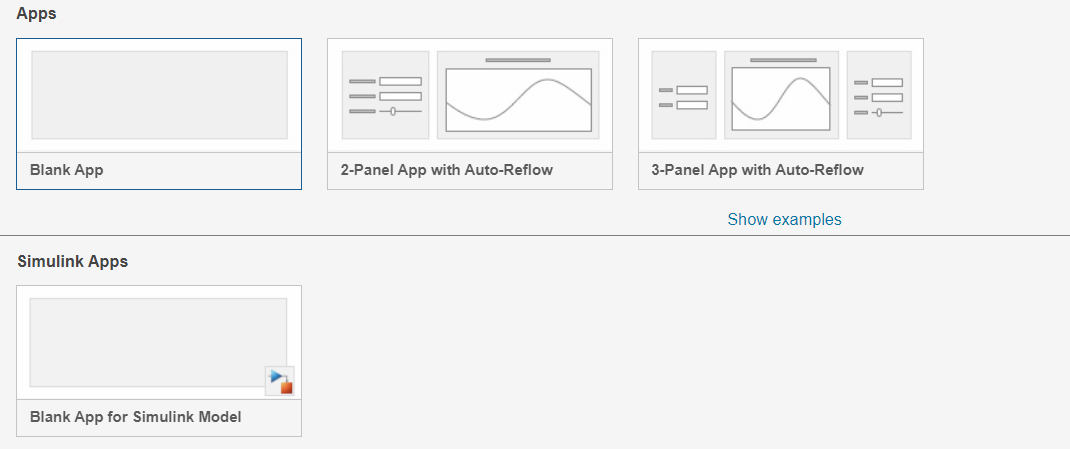 Apps
Blank App
2-Panel App with Auto-Reflow
3-Panel App with Auto-Reflow
Show examples
Simulink Apps
Blank App for Simulink Model